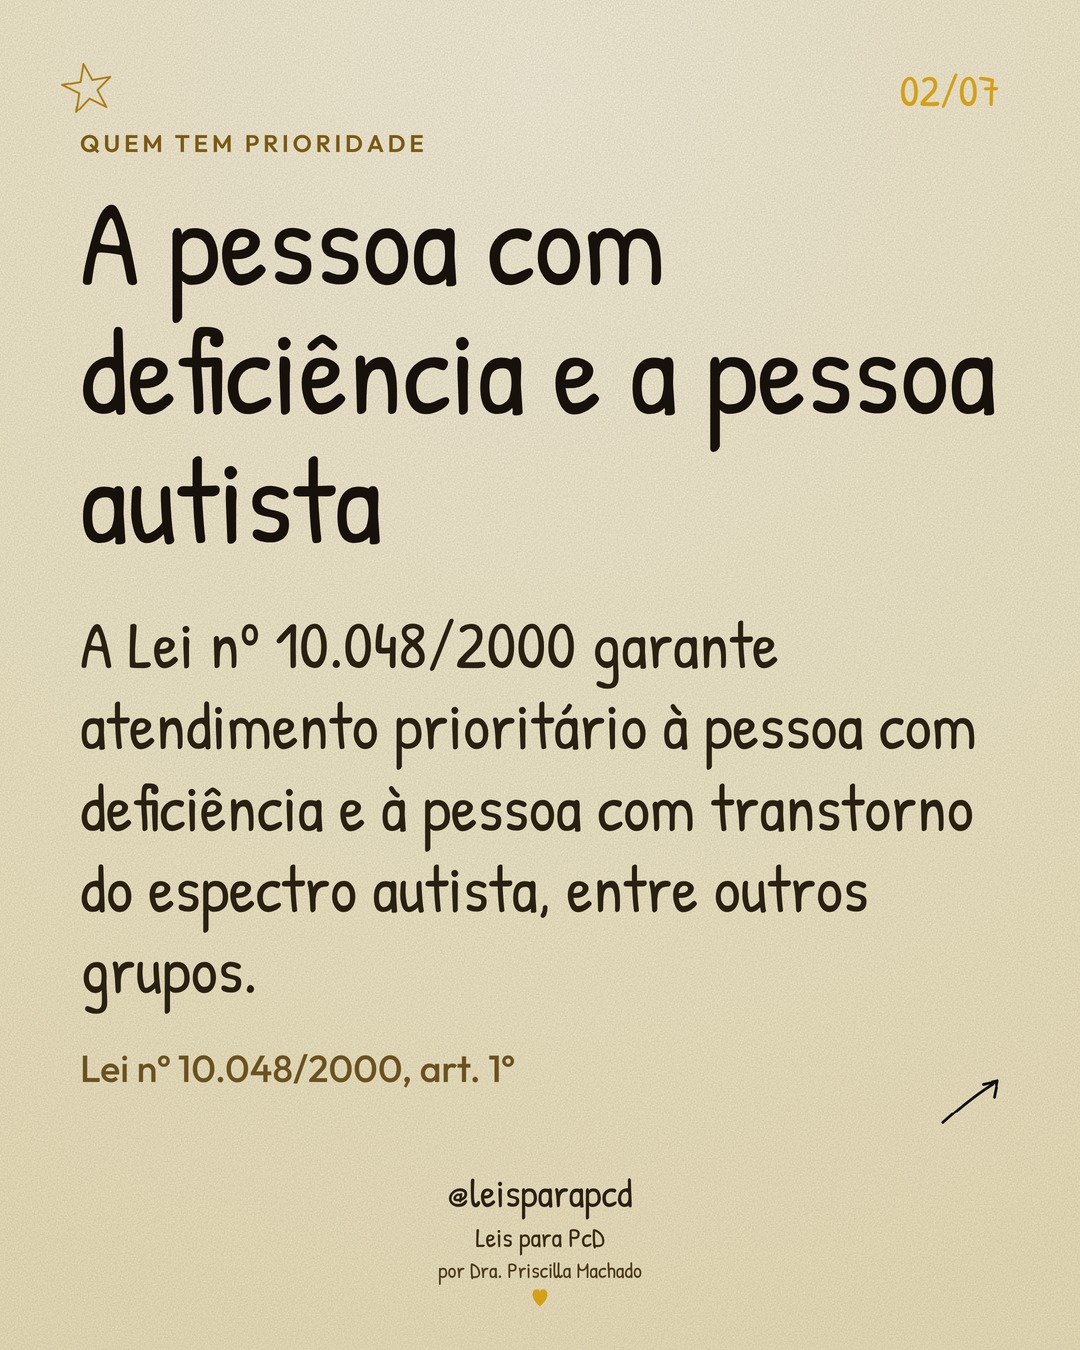 02/07
QUEM TEM PRIORIDADE
A pessoa com
deficiência e a pessoa
autista
A Lei nº 10.048/2000 garante
atendimento prioritário à pessoa com
deficiência e à pessoa com transtorno
do espectro autista, entre outros
grupos.
Lei nº 10.048/2000, art. 1º
@leisparapcd
Leis para PcD
por Dra. Priscilla Machado